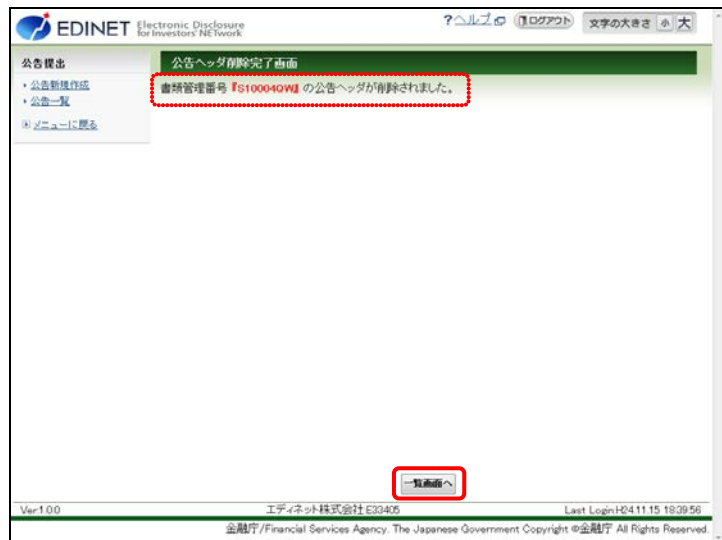 EDINET Electronic Disclosure for Investors' NETwork
?ヘルプ ログアウト 文字の大きさ 小 大
公告提出
公告ヘッダ削除完了画面
・公告新規作成
・公告一覧
メニューに戻る
書類管理番号『S10004QW』の公告ヘッダが削除されました。
一覧画面へ
Ver.1.0.0 エディネット株式会社 E33405 Last Login:H24.11.15 18:39:56
金融庁/Financial Services Agency. The Japanese Government Copyright ©金融庁 All Rights Reserved.